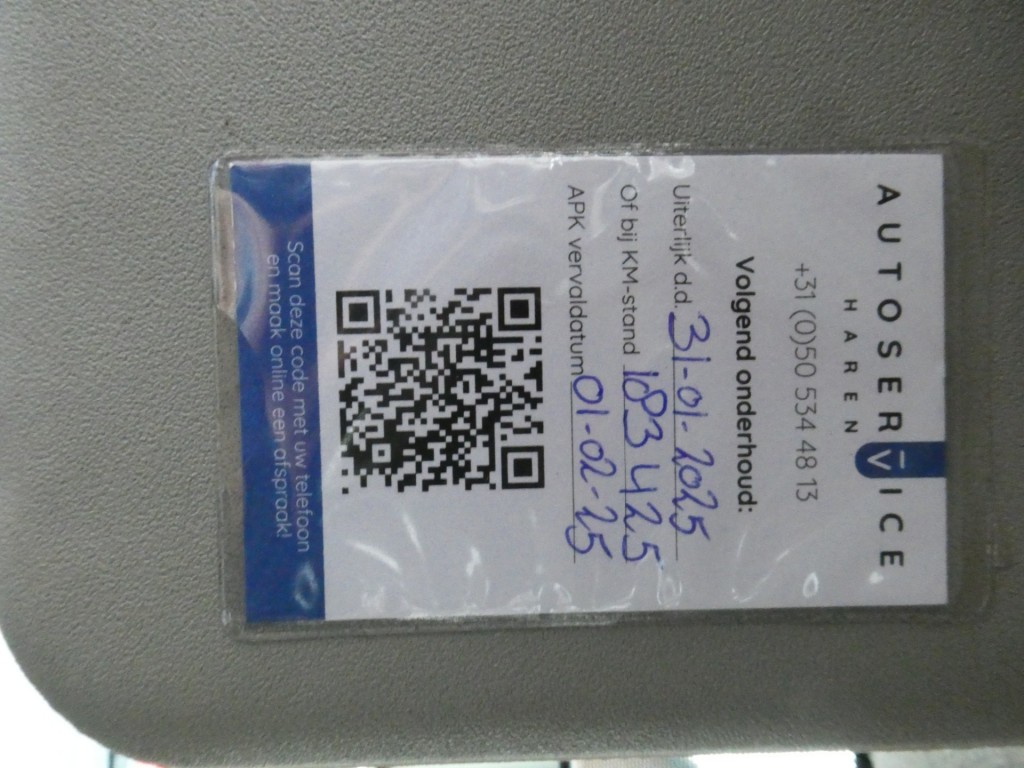 AUTOSERVICE
HAREN
+31 (0)50 534 48 13
Volgend onderhoud:
Uiterlijk d.d. 31-01-2025
Of bij KM-stand 183425
APK vervaldatum 01-02-25
Scan deze code met uw telefoon
en maak online een afspraak!